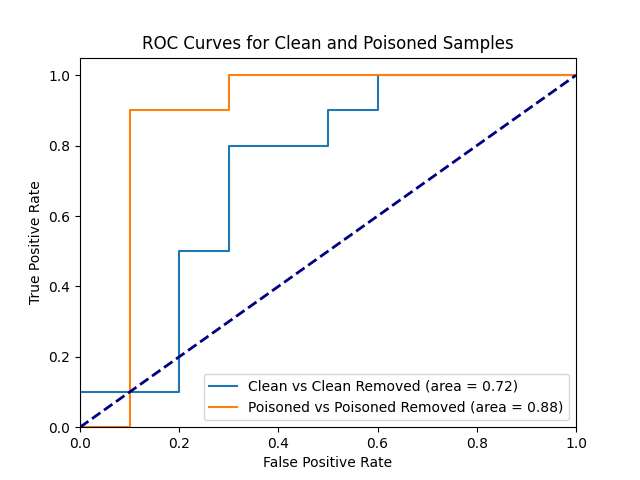 ROC Curves for Clean and Poisoned Samples
True Positive Rate
1.0
0.8
0.6
0.4
0.2
0.0
Clean vs Clean Removed (area = 0.72)
Poisoned vs Poisoned Removed (area = 0.88)
0.0 0.2 0.4 0.6 0.8 1.0
False Positive Rate